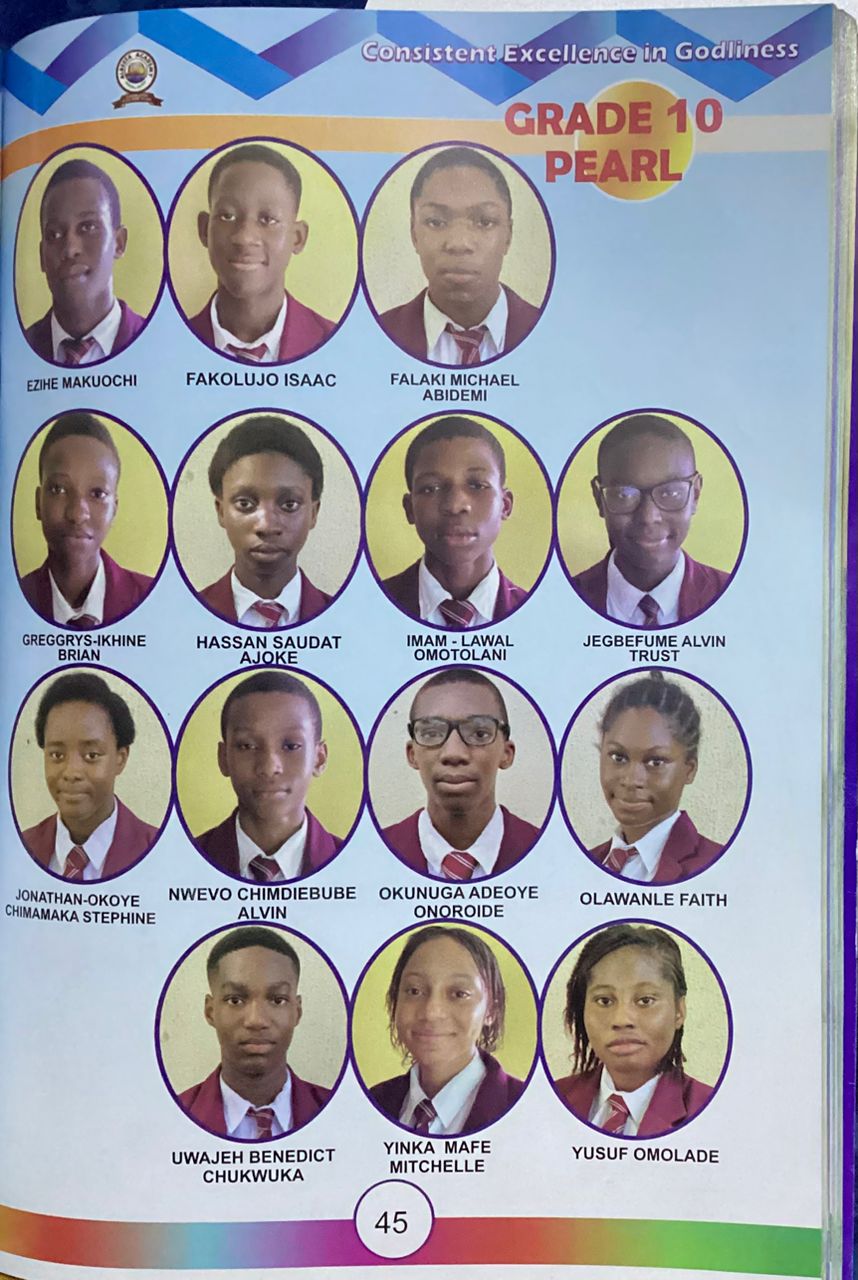 Consistent Excellence in Godliness
GRADE 10
PEARL
EZIHE MAKUOCHI
FAKOLUJO ISAAC
FALAKI MICHAEL
ABIDEMI
GREGGRYS-IKHINE
BRIAN
HASSAN SAUDAT
AJOKE
IMAM - LAWAL
OMOTOLANI
JEGBEFUME ALVIN
TRUST
JONATHAN-OKOYE
CHIMAMAKA STEPHINE
NWEVO CHIMDIEBUBE
ALVIN
OKUNUGA ADEOYE
ONOROIDE
OLAWANLE FAITH
UWAJEH BENEDICT
CHUKWUKA
YINKA MAFE
MITCHELLE
YUSUF OMOLADE
45